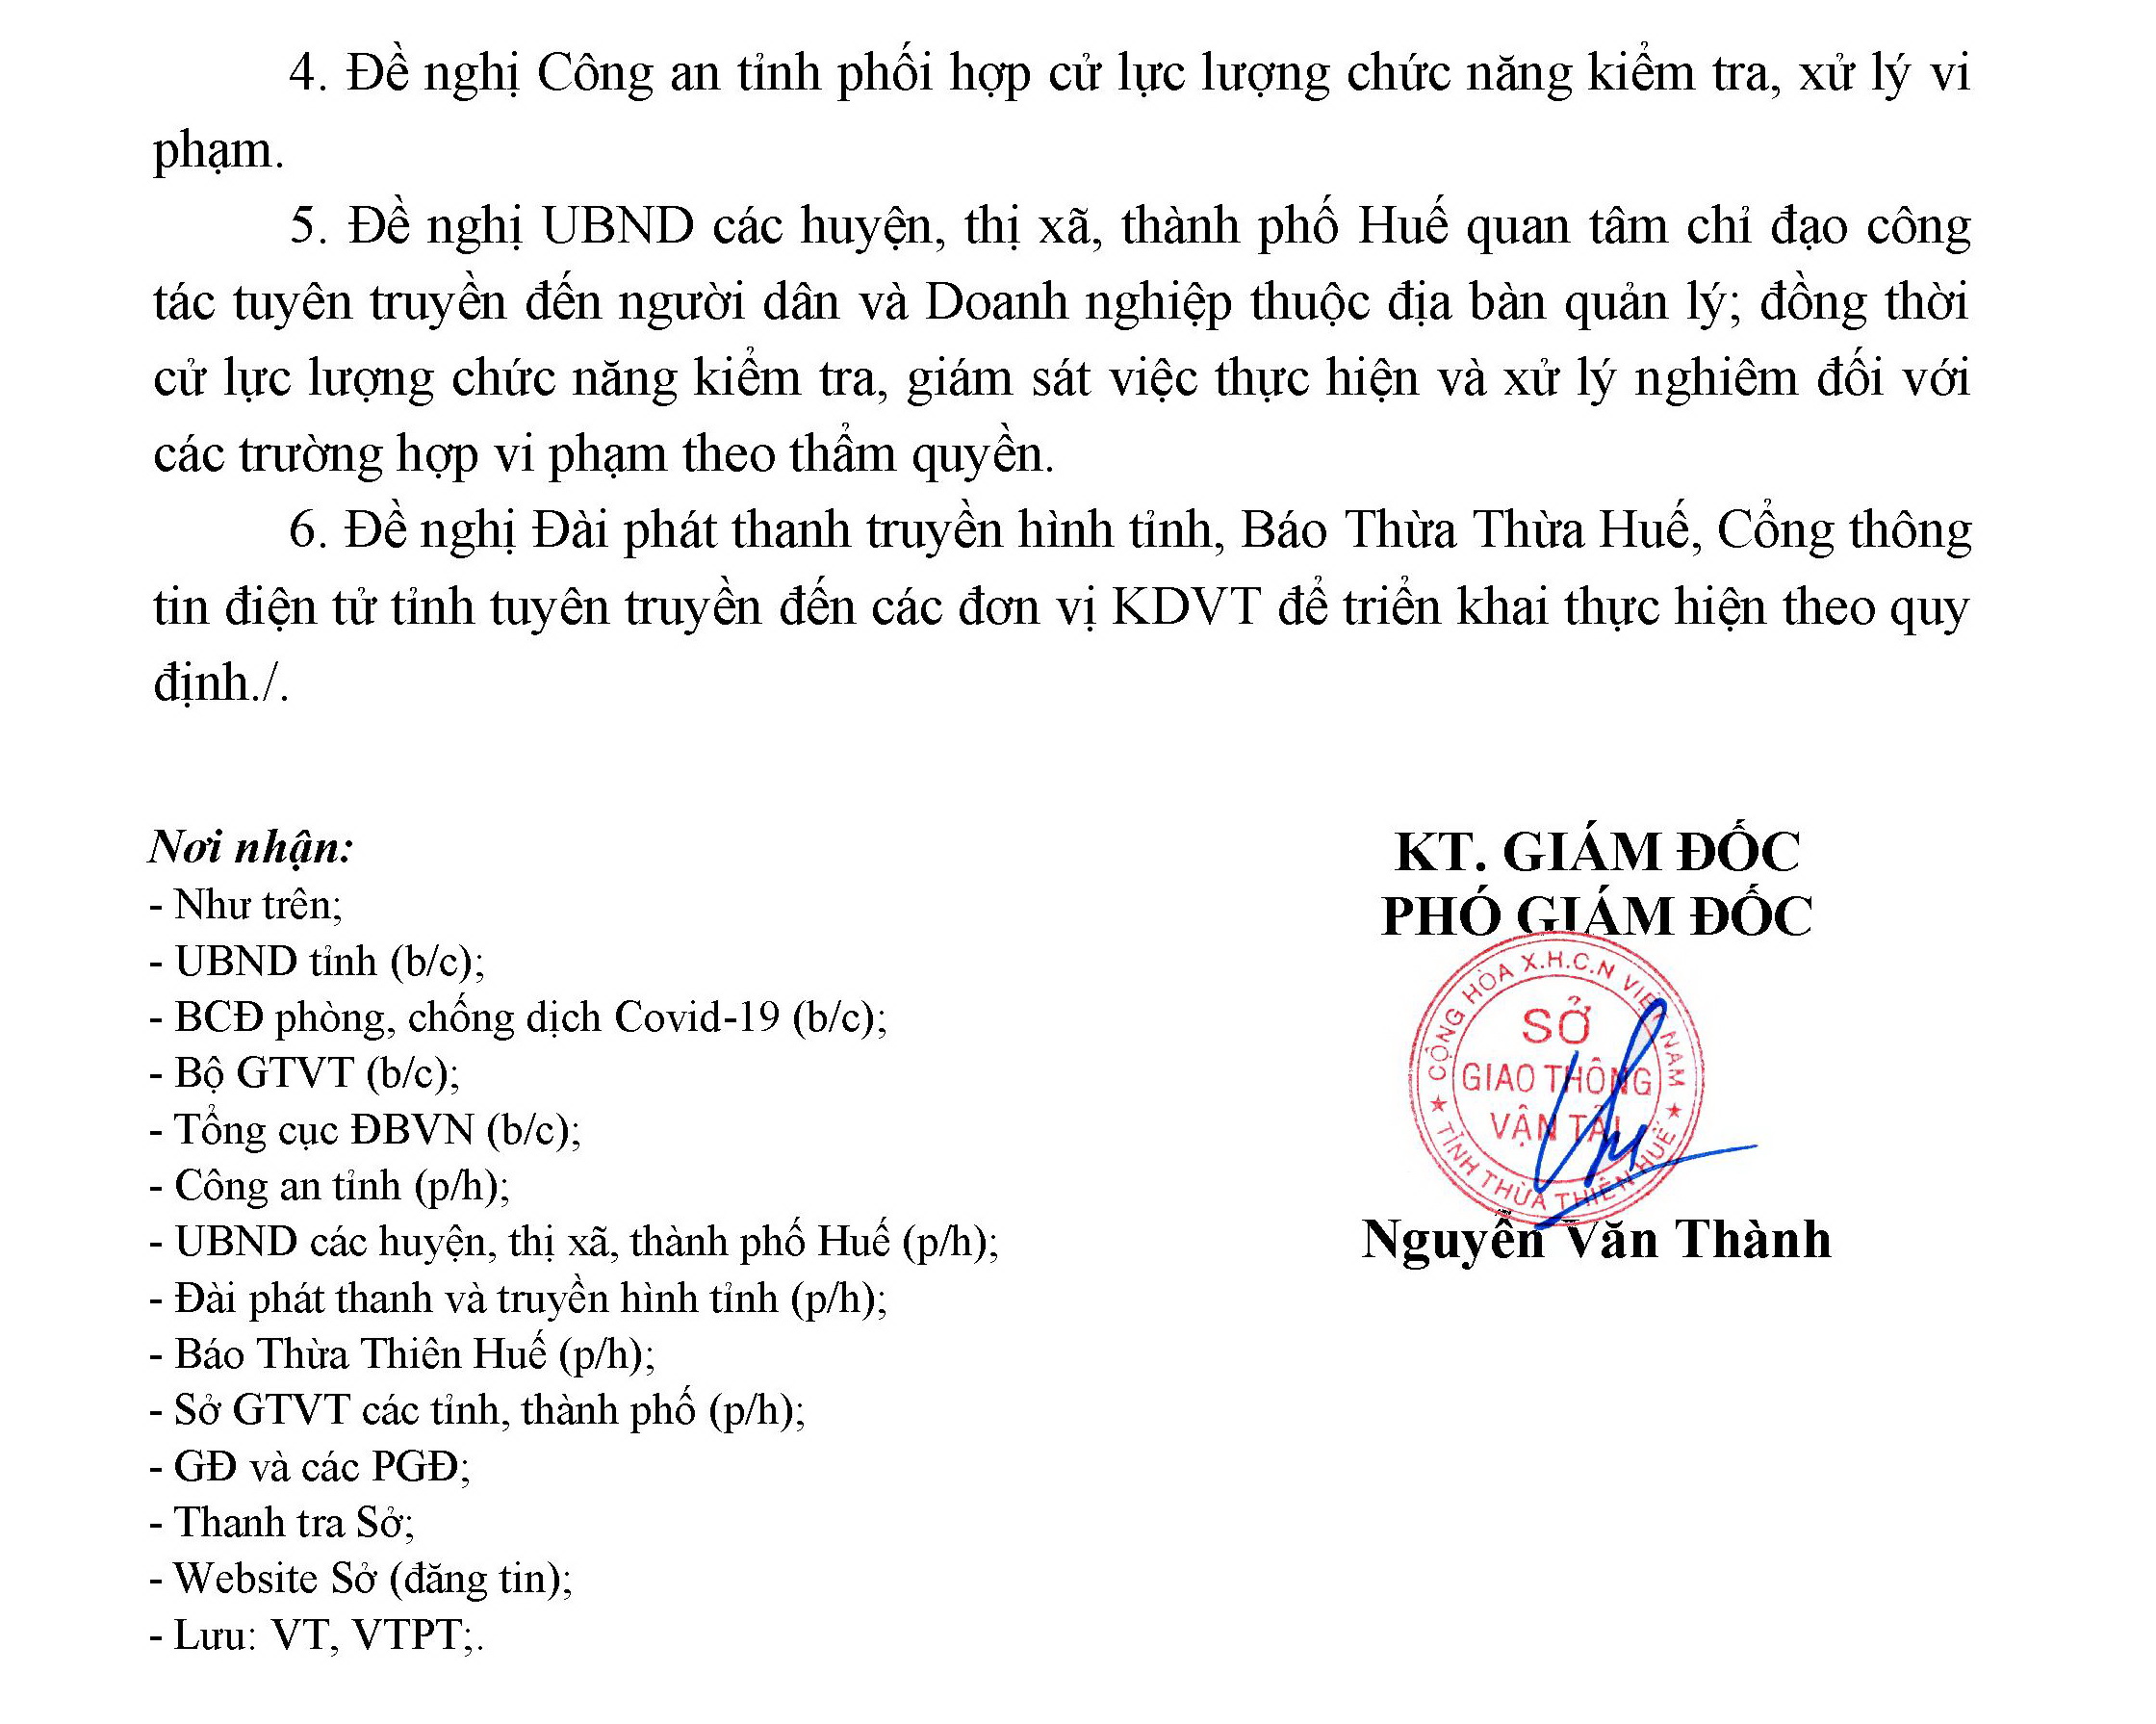 4. Đề nghị Công an tỉnh phối hợp cử lực lượng chức năng kiểm tra, xử lý vi
phạm.
5. Đề nghị UBND các huyện, thị xã, thành phố Huế quan tâm chỉ đạo công
tác tuyên truyền đến người dân và Doanh nghiệp thuộc địa bàn quản lý; đồng thời
cử lực lượng chức năng kiểm tra, giám sát việc thực hiện và xử lý nghiêm đối với
các trường hợp vi phạm theo thẩm quyền.
6. Đề nghị Đài phát thanh truyền hình tỉnh, Báo Thừa Thừa Huế, Cổng thông
tin điện tử tỉnh tuyên truyền đến các đơn vị KDVT để triển khai thực hiện theo quy
định./.
Nơi nhận:
- Như trên;
- UBND tỉnh (b/c);
- BCĐ phòng, chống dịch Covid-19 (b/c);
- Bộ GTVT (b/c);
- Tổng cục ĐBVN (b/c);
- Công an tỉnh (p/h);
- UBND các huyện, thị xã, thành phố Huế (p/h);
- Đài phát thanh và truyền hình tỉnh (p/h);
- Báo Thừa Thiên Huế (p/h);
- Sở GTVT các tỉnh, thành phố (p/h);
- GĐ và các PGĐ;
- Thanh tra Sở;
- Website Sở (đăng tin);
- Lưu: VT, VTPT;.
KT. GIÁM ĐỐC
PHÓ GIÁM ĐỐC
CỘNG HÒA X.H.C.N VIỆT NAM
SỞ
GIAO THÔNG
VẬN TẢI
TỈNH THỪA THIÊN HUẾ
Nguyễn Văn Thành